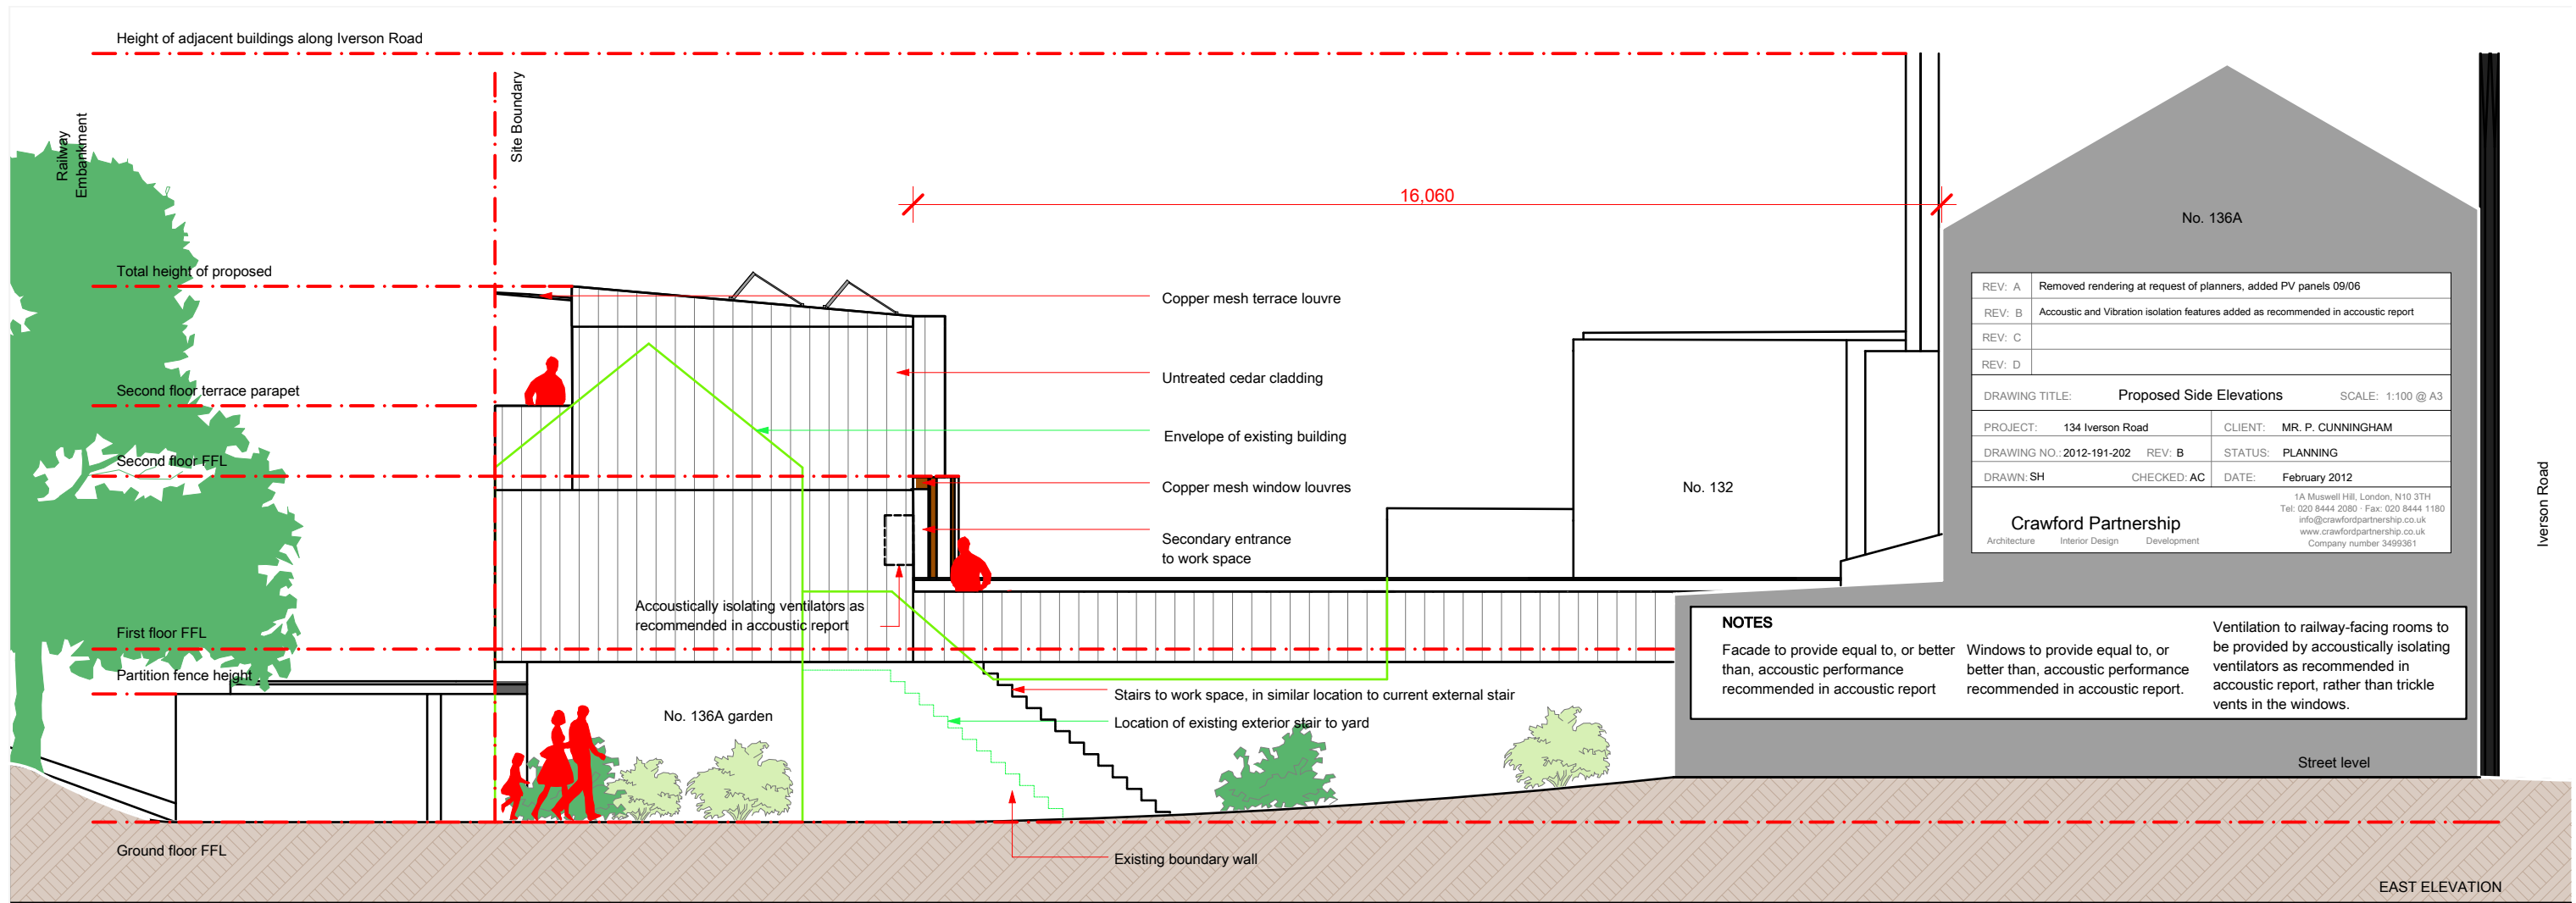 Height of adjacent buildings along Iverson Road
Railway
Embankment
Site Boundary
16,060
No. 136A
Total height of proposed
Copper mesh terrace louvre
Untreated cedar cladding
Second floor terrace parapet
Envelope of existing building
Second floor FFL
Copper mesh window louvres
No. 132
Secondary entrance
to work space
Accoustically isolating ventilators as
recommended in accoustic report
First floor FFL
Partition fence height
Stairs to work space, in similar location to current external stair
No. 136A garden
Location of existing exterior stair to yard
Ground floor FFL
Existing boundary wall
REV: A Removed rendering at request of planners, added PV panels 09/06
REV: B Accoustic and Vibration isolation features added as recommended in accoustic report
REV: C
REV: D
DRAWING TITLE: Proposed Side Elevations SCALE: 1:100 @ A3
PROJECT: 134 Iverson Road CLIENT: MR. P. CUNNINGHAM
DRAWING NO.: 2012-191-202 REV: B STATUS: PLANNING
DRAWN: SH CHECKED: AC DATE: February 2012
Crawford Partnership
Architecture Interior Design Development
1A Muswell Hill, London, N10 3TH
Tel: 020 8444 2080 · Fax: 020 8444 1180
info@crawfordpartnership.co.uk
www.crawfordpartnership.co.uk
Company number 3499361
Iverson Road
NOTES
Facade to provide equal to, or better
than, accoustic performance
recommended in accoustic report
Windows to provide equal to, or
better than, accoustic performance
recommended in accoustic report.
Ventilation to railway-facing rooms to
be provided by accoustically isolating
ventilators as recommended in
accoustic report, rather than trickle
vents in the windows.
Street level
EAST ELEVATION